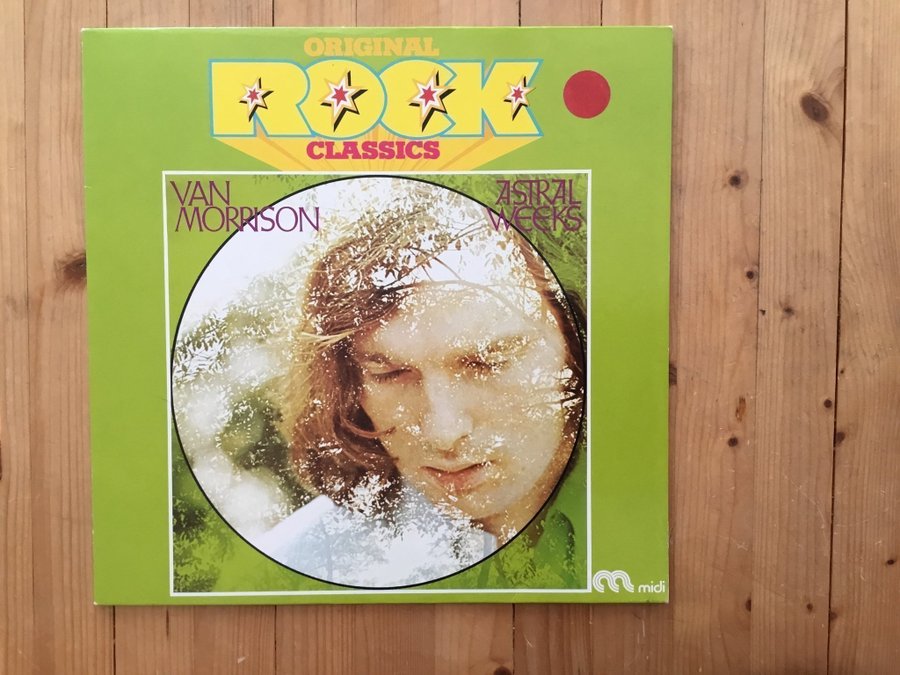 ORIGINAL
ROCK
CLASSICS
VAN
MORRISON
ASTRAL
WEEKS
midi